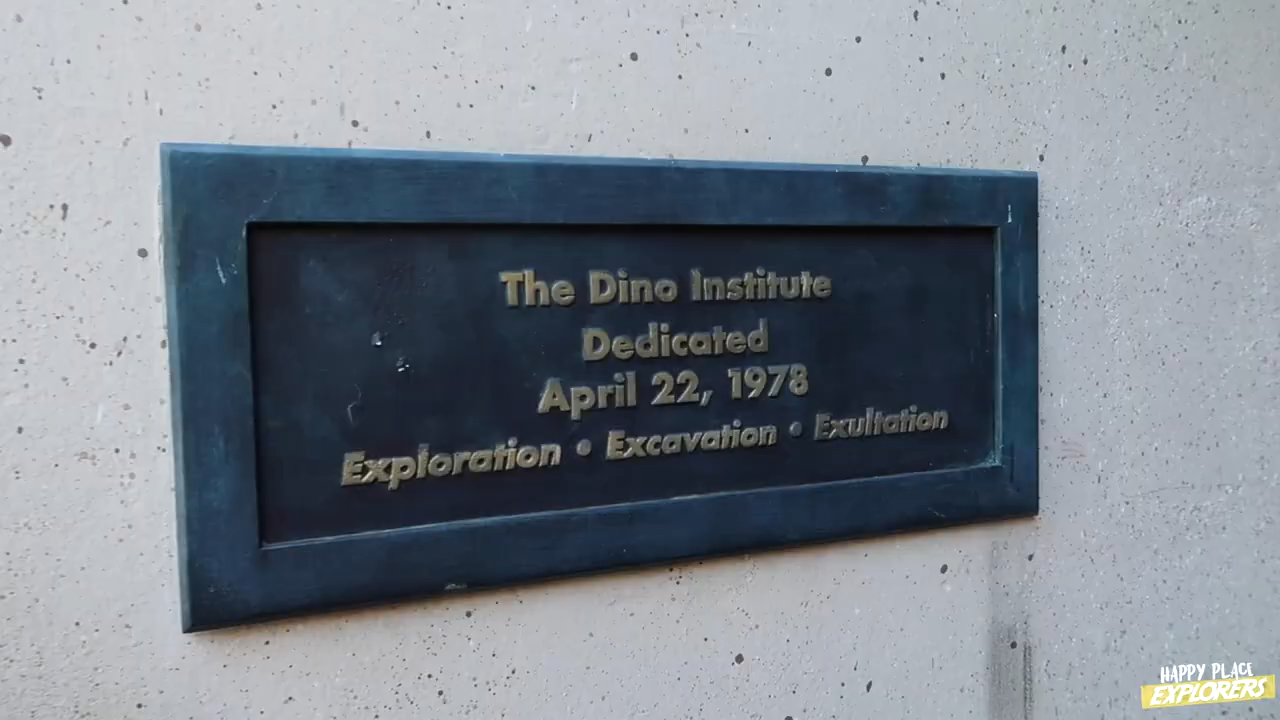 The Dino Institute
Dedicated
April 22, 1978
Exploration • Excavation • Exultation
HAPPY PLACE
EXPLORERS